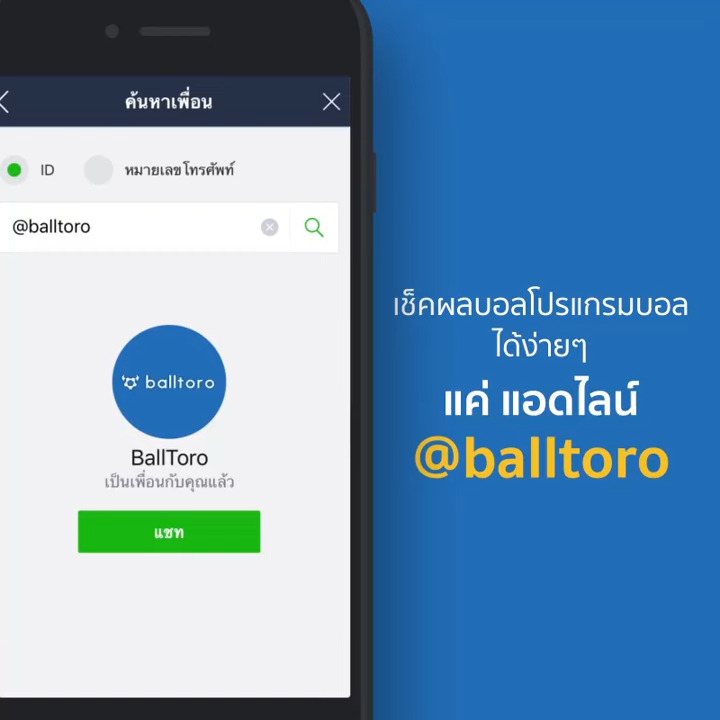 ค้นหาเพื่อน
ID
หมายเลขโทรศัพท์
@balltoro
balltoro
BallToro
เป็นเพื่อนกับคุณแล้ว
แชท
เช็คผลบอลโปรแกรมบอล
ได้ง่ายๆ
แค่ แอดไลน์
@balltoro